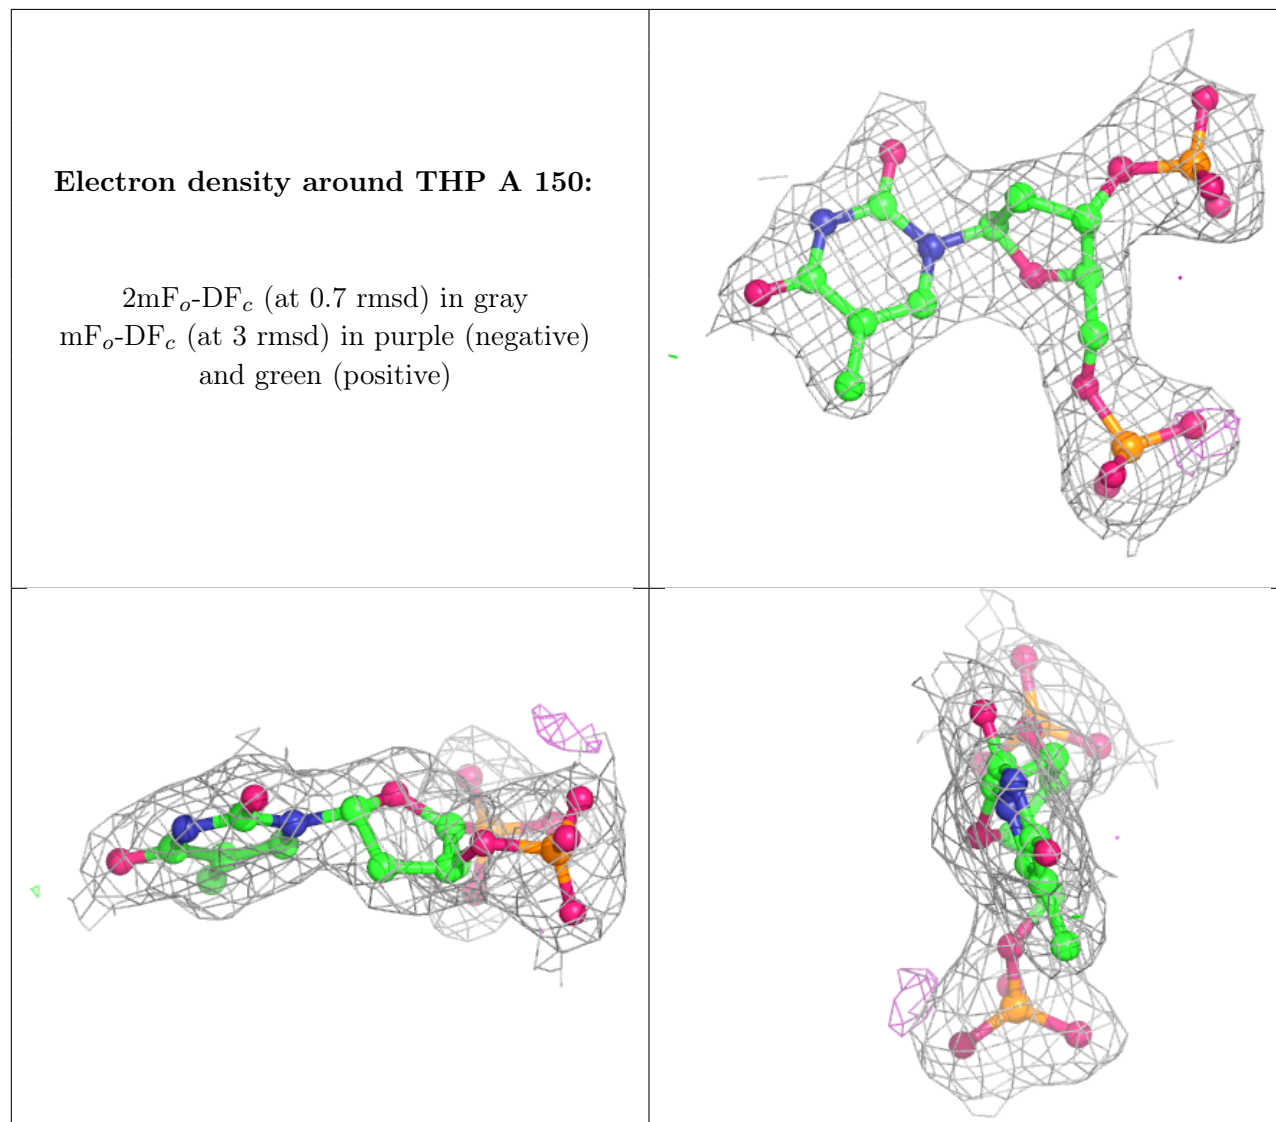 Electron density around THP A 150:
2mFo-DFc (at 0.7 rmsd) in gray
mFo-DFc (at 3 rmsd) in purple (negative)
and green (positive)